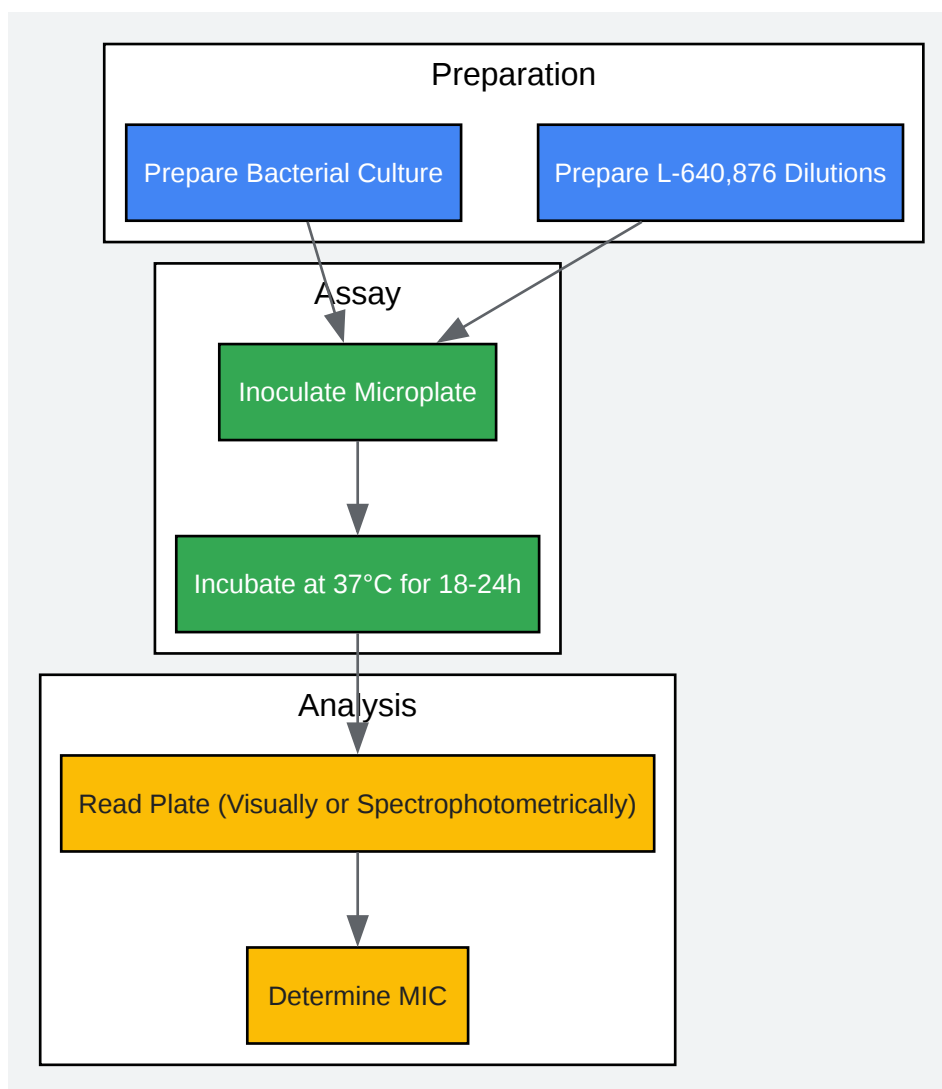 Preparation
Prepare Bacterial Culture
Prepare L-640,876 Dilutions
Assay
Inoculate Microplate
Incubate at 37°C for 18-24h
Analysis
Read Plate (Visually or Spectrophotometrically)
Determine MIC